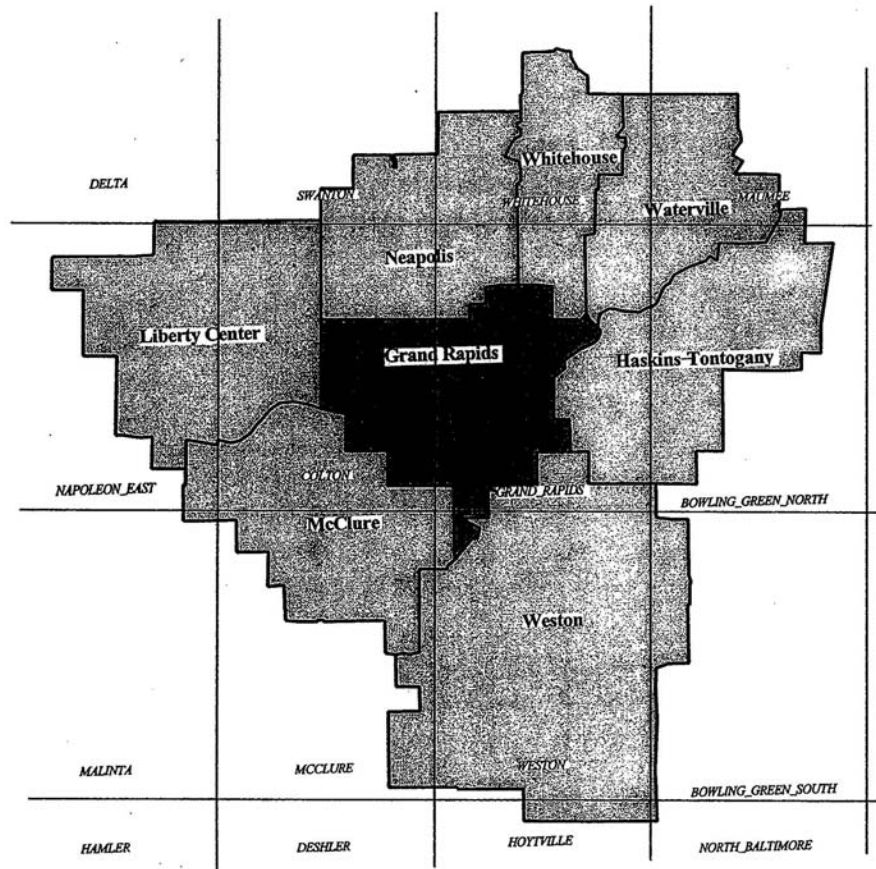 Whitehouse
DELTA
SWANTON
WHITEHOUSE
MAUMEE
Waterville
Neapolis
Liberty Center
Grand Rapids
Haskins-Tontogany
COLTON
NAPOLEON_EAST
GRAND_RAPIDS
BOWLING_GREEN_NORTH
McClure
Weston
MALINTA
MCCLURE
WESTON
BOWLING_GREEN_SOUTH
HAMLER
DESHLER
HOYTVILLE
NORTH_BALTIMORE